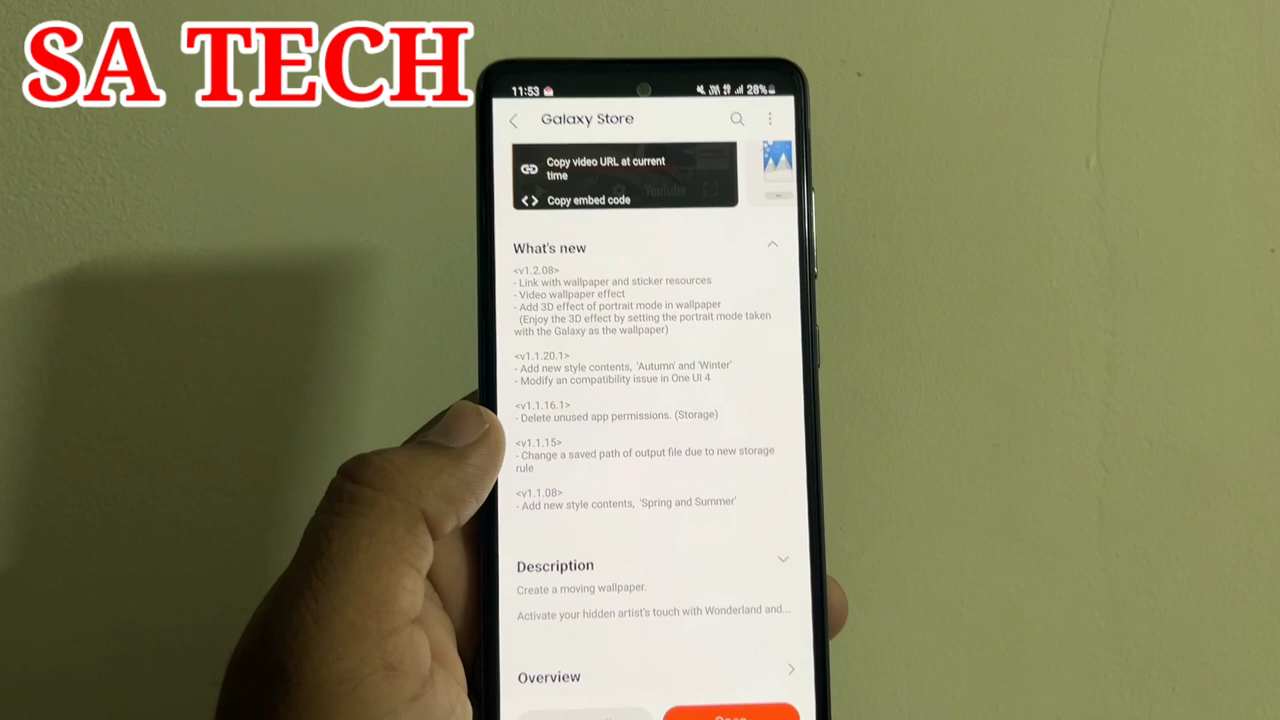 SA TECH
11:53
28%
Galaxy Store
Copy video URL at current
time
YouTube
Copy embed code
What's new
<v1.2.08>
- Link with wallpaper and sticker resources
- Video wallpaper effect
- Add 3D effect of portrait mode in wallpaper
(Enjoy the 3D effect by setting the portrait mode taken
with the Galaxy as the wallpaper)
<v1.1.20.1>
- Add new style contents, 'Autumn' and 'Winter'
- Modify an compatibility issue in One UI 4
<v1.1.16.1>
- Delete unused app permissions. (Storage)
<v1.1.15>
- Change a saved path of output file due to new storage
rule
<v1.1.08>
- Add new style contents, 'Spring and Summer'
Description
Create a moving wallpaper.
Activate your hidden artist's touch with Wonderland and...
Overview
Open